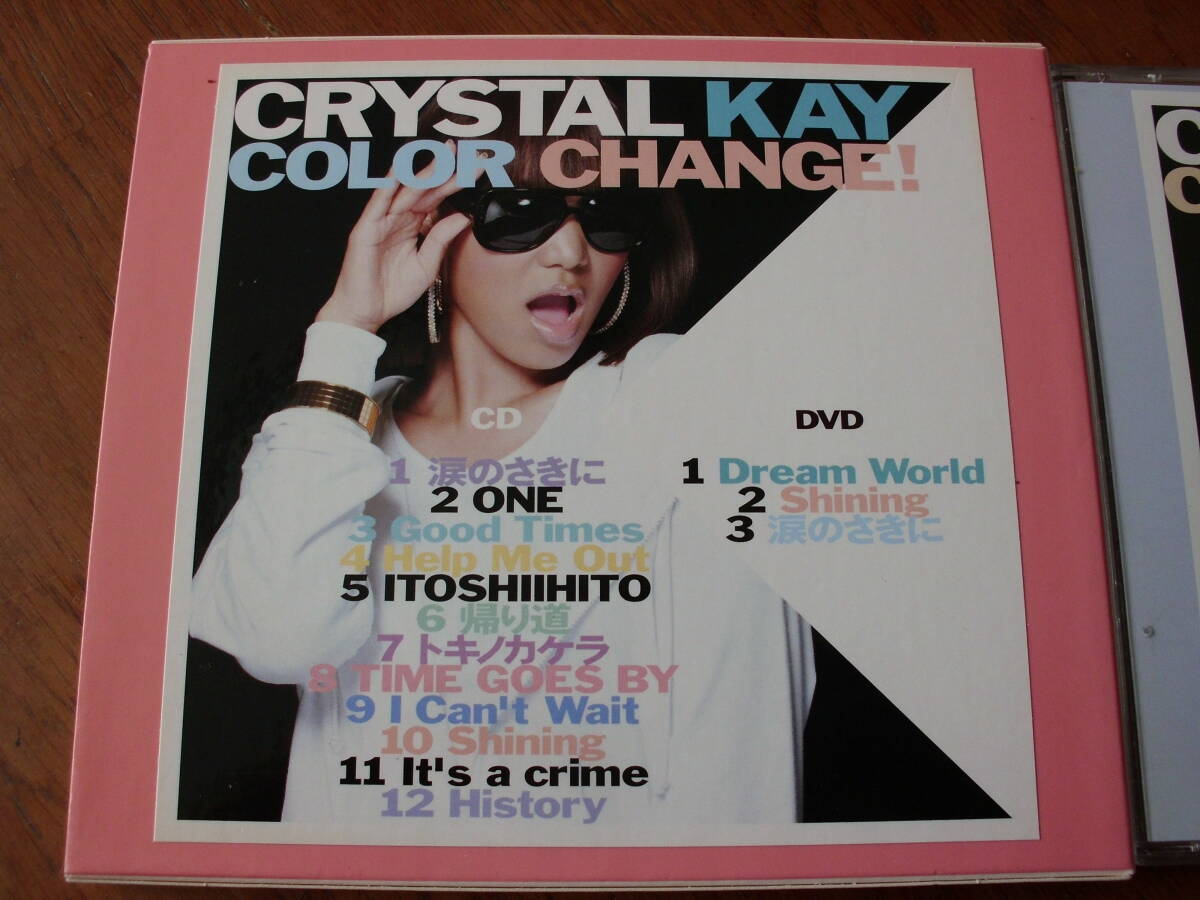 CRYSTAL KAY
COLOR CHANGE!
CD
1 涙のさきに
2 ONE
3 Good Times
4 Help Me Out
5 ITOSHIIHITO
6 帰り道
7 トキノカケラ
8 TIME GOES BY
9 I Can't Wait
10 Shining
11 It's a crime
12 History
DVD
1 Dream World
2 Shining
3 涙のさきに
C
C